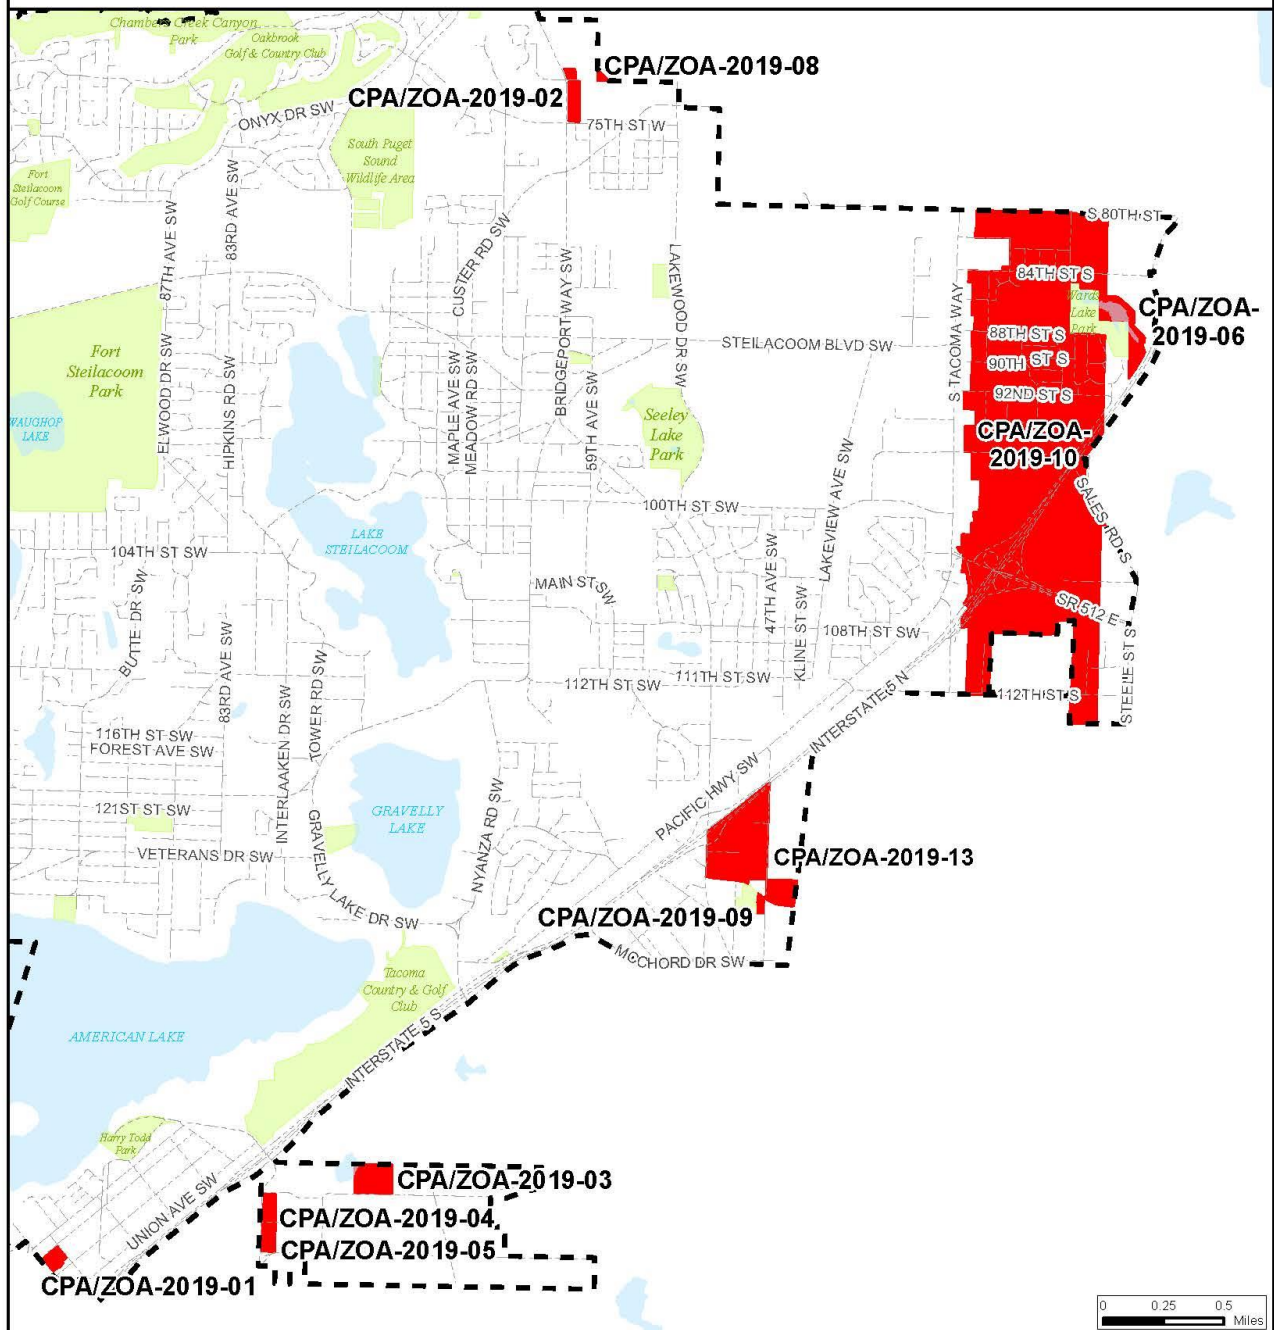 Chambers Creek Canyon
Park
Oakbrook
Golf & Country Club
CPA/ZOA-2019-08
CPA/ZOA-2019-02
ONYX DR SW
75TH ST W
South Puget
Sound
Wildlife Area
Fort
Steilacoom
Golf Course
83RD AVE SW
87TH AVE SW
CUSTER RD SW
S 80TH ST
84TH ST S
Wards
Lake
Park
CPA/ZOA-
2019-06
BRIDGEPORT WAY SW
LAKEWOOD DR SW
S TACOMA WAY
88TH ST S
STEILACOOM BLVD SW
90TH ST S
92ND ST S
Fort
Steilacoom
Park
ELWOOD DR SW
HIPKINS RD SW
MAPLE AVE SW
MEADOW RD SW
59TH AVE SW
Seeley
Lake
Park
WAUGHOP
LAKE
CPA/ZOA-
2019-10
LAKEVIEW AVE SW
SALES RD S
100TH ST SW
LAKE
STEILACOOM
104TH ST SW
MAIN ST SW
47TH AVE SW
KLINE ST SW
BUTTE DR SW
SR 512 E
108TH ST SW
83RD AVE SW
TOWER RD SW
INTERLAAKEN DR SW
112TH ST SW
111TH ST SW
112TH ST S
STEELE ST S
INTERSTATE 5 N
116TH ST SW
FOREST AVE SW
PACIFIC HWY SW
121ST ST SW
GRAVELLY
LAKE
NYANZA RD SW
VETERANS DR SW
GRAVELLY LAKE DR SW
CPA/ZOA-2019-13
CPA/ZOA-2019-09
MCCHORD DR SW
Tacoma
Country & Golf
Club
AMERICAN LAKE
INTERSTATE 5 S
Harry Todd
Park
UNION AVE SW
CPA/ZOA-2019-03
CPA/ZOA-2019-04
CPA/ZOA-2019-05
CPA/ZOA-2019-01
0 0.25 0.5
Miles